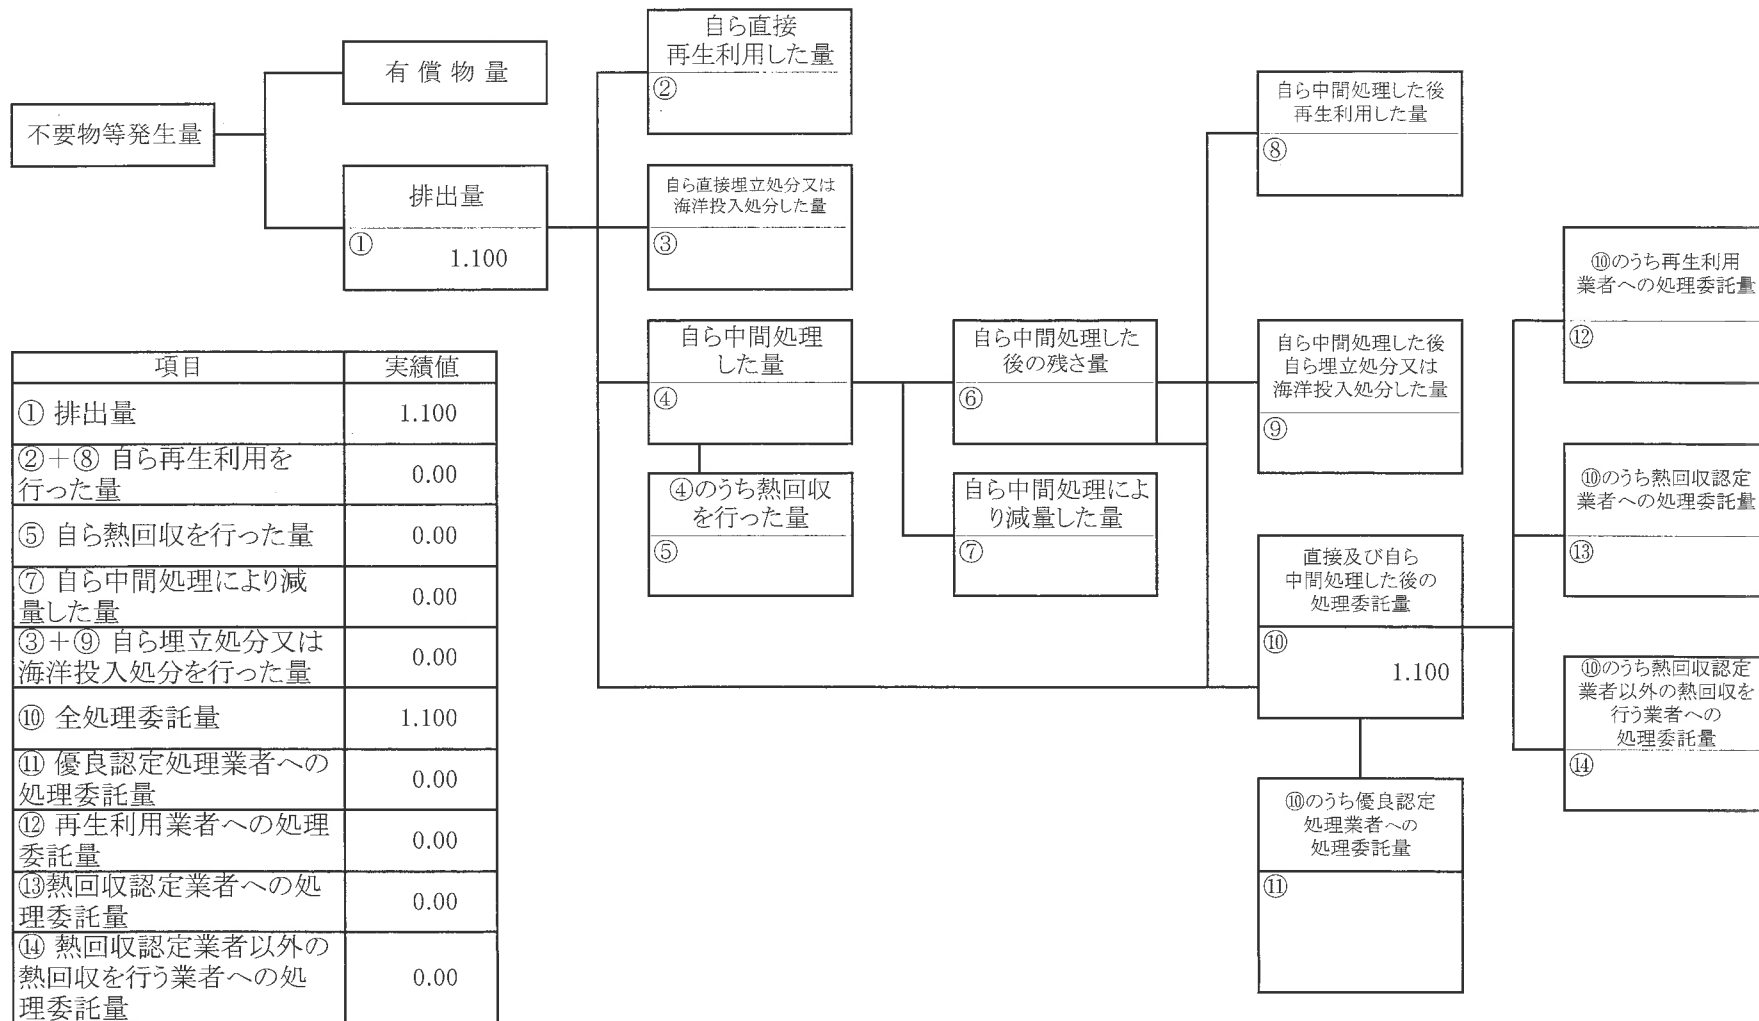 不要物等発生量
有償物量
排出量
①
1.100
自ら直接
再生利用した量
②
自ら直接埋立処分又は
海洋投入処分した量
③
自ら中間処理
した量
④
④のうち熱回収
を行った量
⑤
自ら中間処理した
後の残さ量
⑥
自ら中間処理によ
り減量した量
⑦
自ら中間処理した後
再生利用した量
⑧
自ら中間処理した後
自ら埋立処分又は
海洋投入処分した量
⑨
直接及び自ら
中間処理した後の
処理委託量
⑩
1.100
⑩のうち優良認定
処理業者への
処理委託量
⑪
⑩のうち再生利用
業者への処理委託量
⑫
⑩のうち熱回収認定
業者への処理委託量
⑬
⑩のうち熱回収認定
業者以外の熱回収を
行う業者への
処理委託量
⑭
項目 実績値
① 排出量 1.100
②+⑧ 自ら再生利用を
行った量 0.00
⑤ 自ら熱回収を行った量 0.00
⑦ 自ら中間処理により減
量した量 0.00
③+⑨ 自ら埋立処分又は
海洋投入処分を行った量 0.00
⑩ 全処理委託量 1.100
⑪ 優良認定処理業者への
処理委託量 0.00
⑫ 再生利用業者への処理
委託量 0.00
⑬熱回収認定業者への処
理委託量 0.00
⑭ 熱回収認定業者以外の
熱回収を行う業者への処
理委託量 0.00